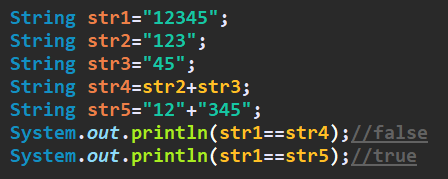 String str1="12345";
String str2="123";
String str3="45";
String str4=str2+str3;
String str5="12"+"345";
System.out.println(str1==str4);//false
System.out.println(str1==str5);//true